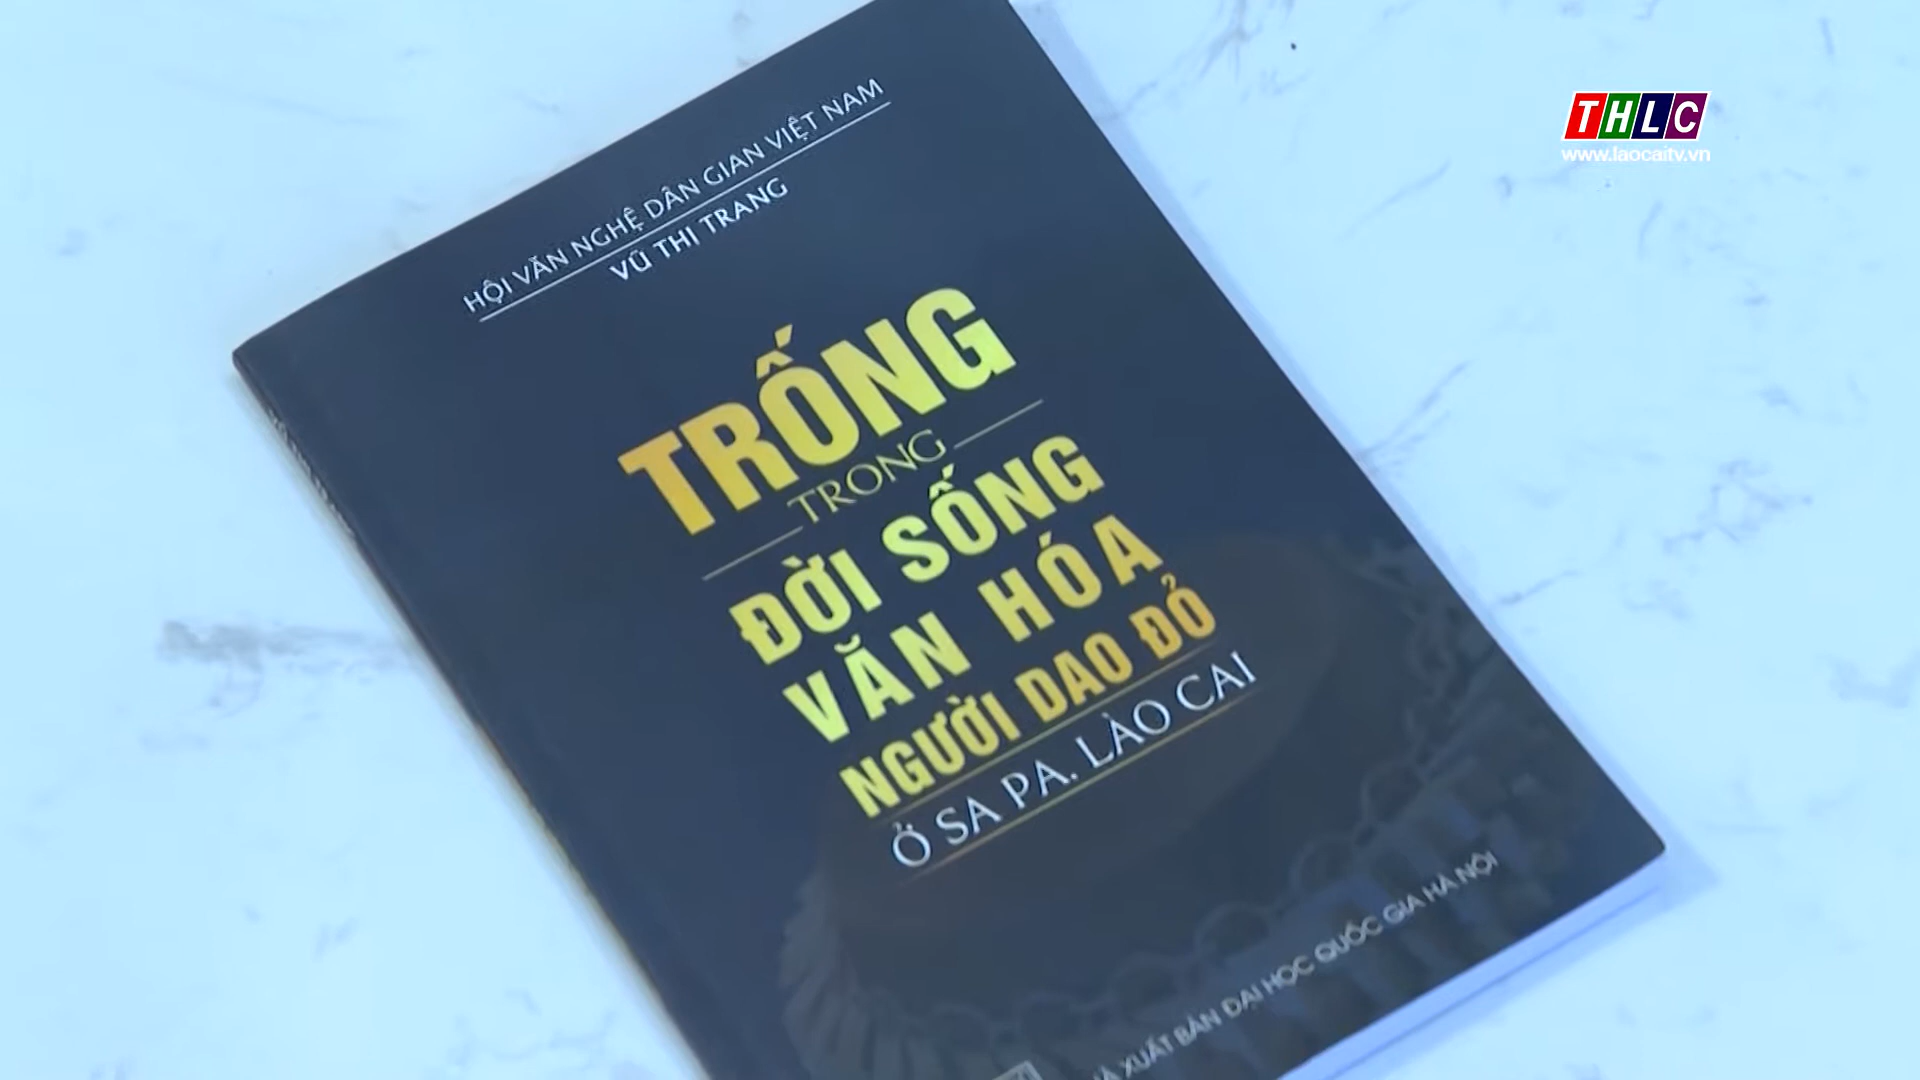 HỘI VĂN NGHỆ DÂN GIAN VIỆT NAM
VŨ THỊ TRANG
TRỐNG
TRONG
ĐỜI SỐNG
VĂN HÓA
NGƯỜI DAO ĐỎ
Ở SA PA, LÀO CAI
XUẤT BẢN ĐẠI HỌC QUỐC GIA HÀ NỘI
THLC
www.laocaitv.vn